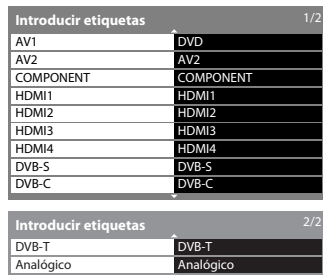 Introducir etiquetas 1/2
AV1 DVD
AV2 AV2
COMPONENT COMPONENT
HDMI1 HDMI1
HDMI2 HDMI2
HDMI3 HDMI3
HDMI4 HDMI4
DVB-S DVB-S
DVB-C DVB-C
Introducir etiquetas 2/2
DVB-T DVB-T
Analógico Analógico